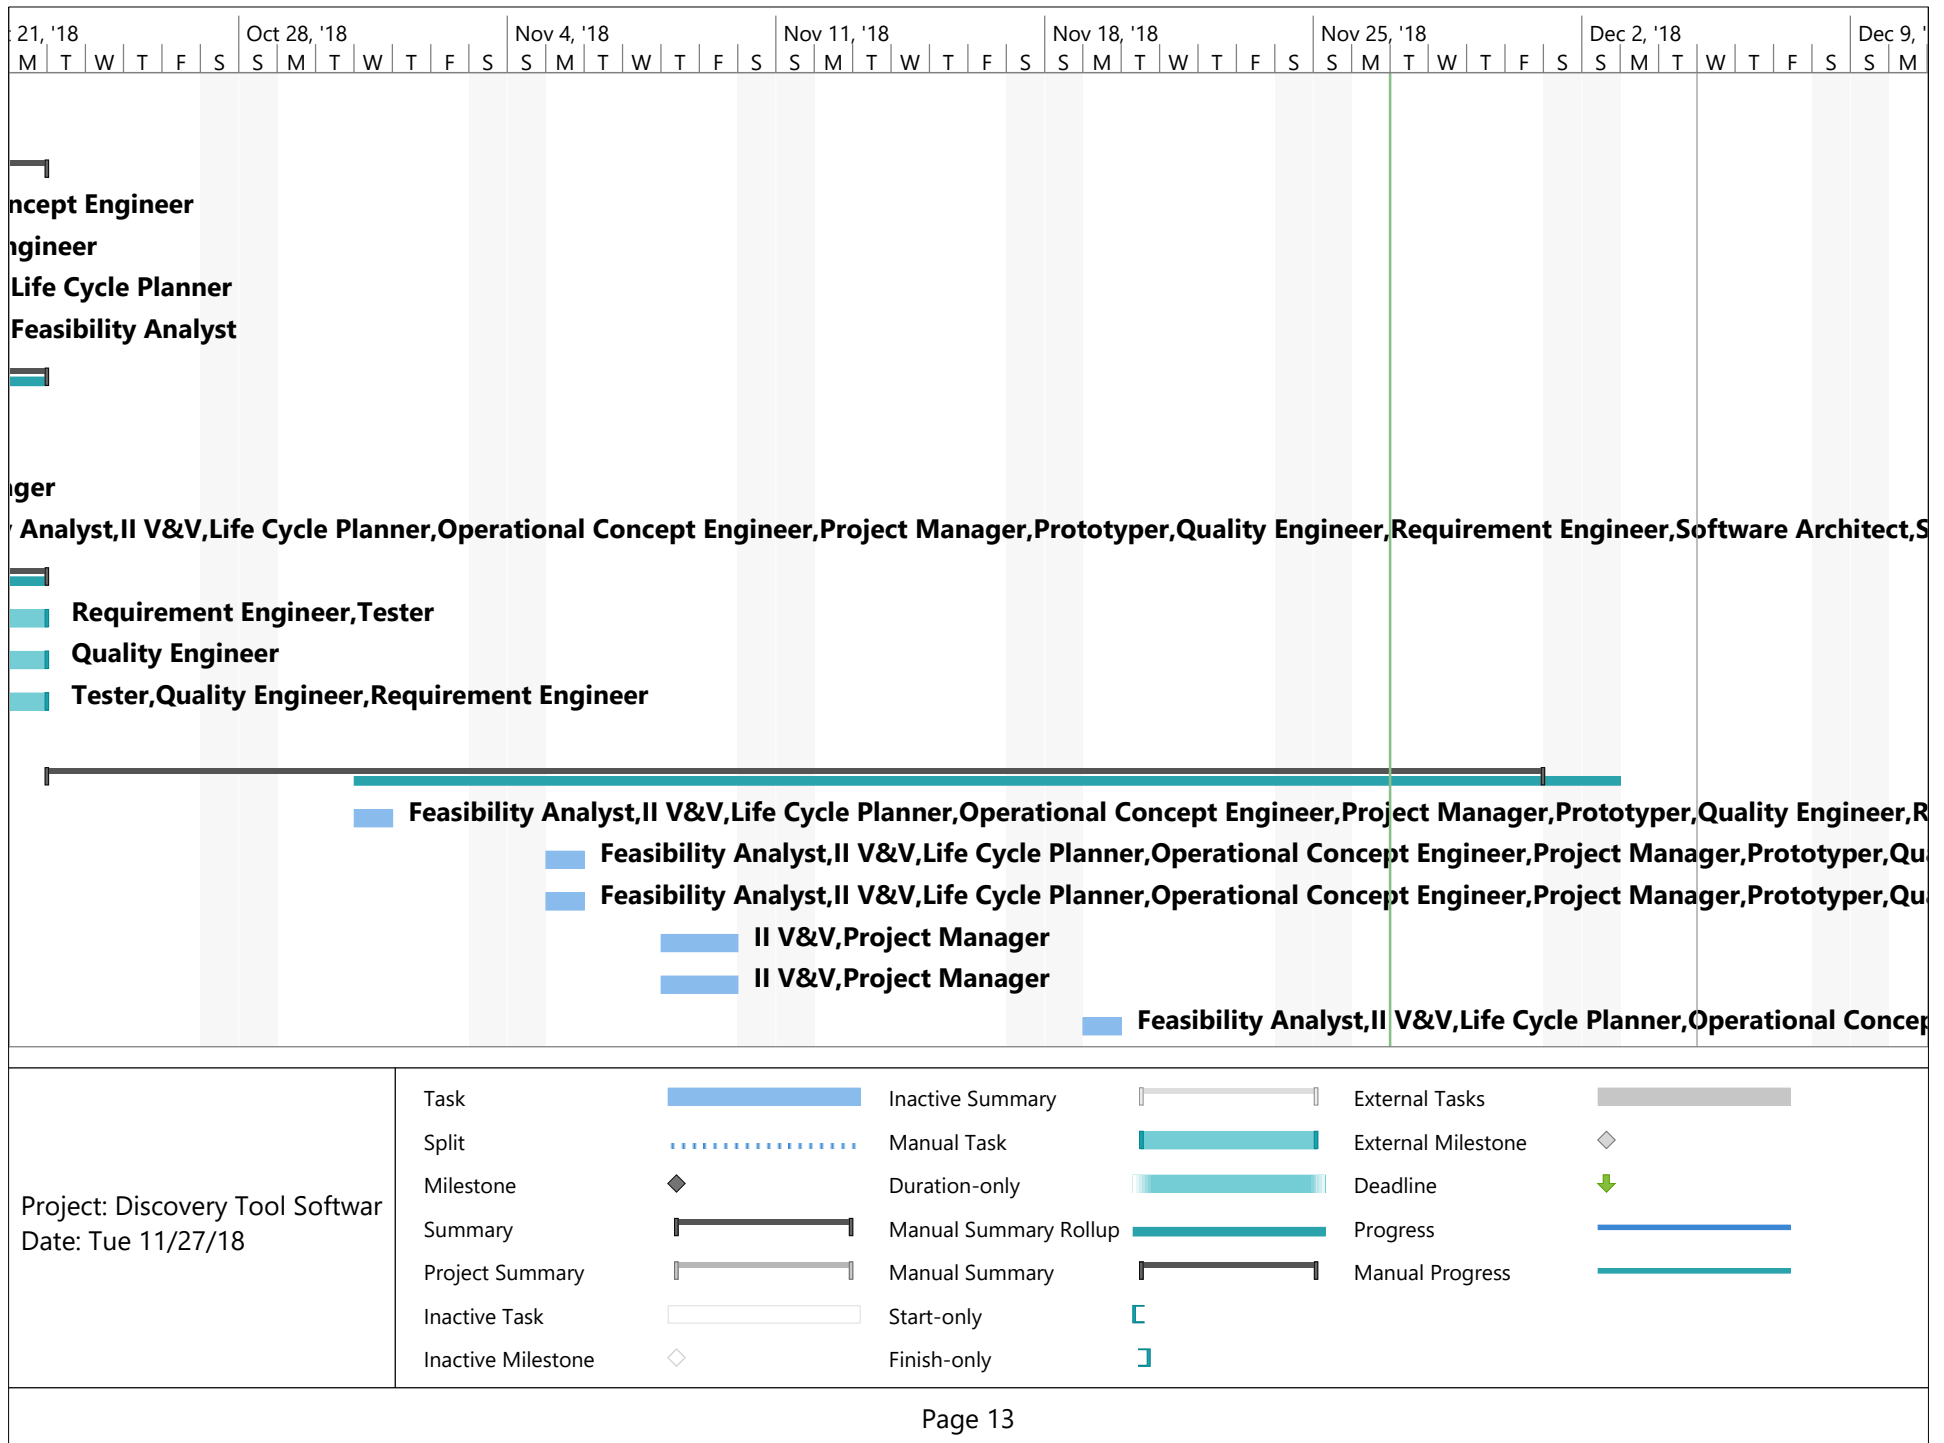 21, '18 Oct 28, '18 Nov 4, '18 Nov 11, '18 Nov 18, '18 Nov 25, '18 Dec 2, '18 Dec 9, '
M T W T F S S M T W T F S S M T W T F S S M T W T F S S M T W T F S S M T W T F S S M T W T F S S M
ncept Engineer
ngineer
Life Cycle Planner
Feasibility Analyst
ager
Analyst,II V&V,Life Cycle Planner,Operational Concept Engineer,Project Manager,Prototyper,Quality Engineer,Requirement Engineer,Software Architect,S
Requirement Engineer,Tester
Quality Engineer
Tester,Quality Engineer,Requirement Engineer
Feasibility Analyst,II V&V,Life Cycle Planner,Operational Concept Engineer,Project Manager,Prototyper,Quality Engineer,R
Feasibility Analyst,II V&V,Life Cycle Planner,Operational Concept Engineer,Project Manager,Prototyper,Qu
Feasibility Analyst,II V&V,Life Cycle Planner,Operational Concept Engineer,Project Manager,Prototyper,Qu
II V&V,Project Manager
II V&V,Project Manager
Feasibility Analyst,II V&V,Life Cycle Planner,Operational Concep
Project: Discovery Tool Softwar
Date: Tue 11/27/18
Task
Split
Milestone
Summary
Project Summary
Inactive Task
Inactive Milestone
Inactive Summary
Manual Task
Duration-only
Manual Summary Rollup
Manual Summary
Start-only
Finish-only
External Tasks
External Milestone
Deadline
Progress
Manual Progress
Page 13